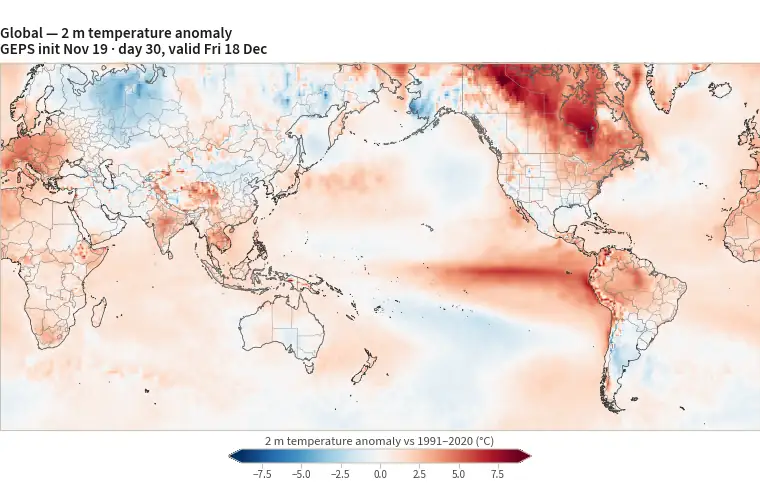 Global — 2 m temperature anomaly
GEPS init Nov 19 · day 30, valid Fri 18 Dec
2 m temperature anomaly vs 1991–2020 (°C)
−7.5 −5.0 −2.5 0.0 2.5 5.0 7.5